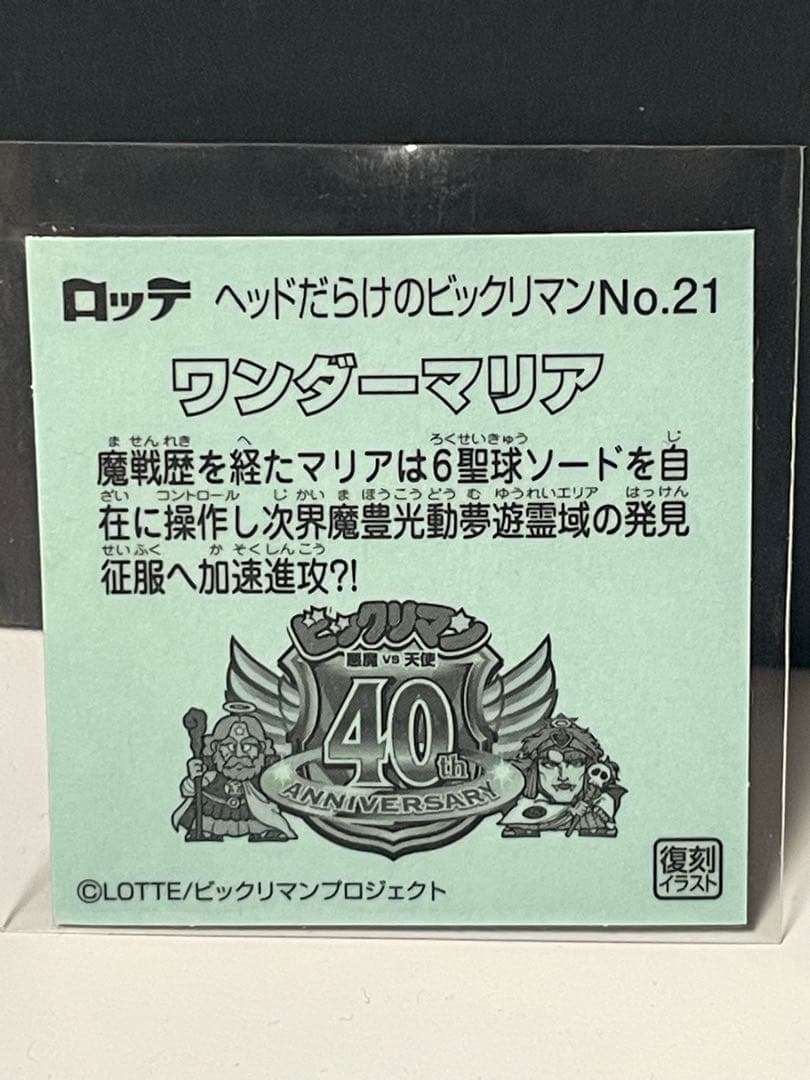 ロッテ ヘッドだらけのビックリマンNo.21
ワンダーマリア
ませんれき へ ろくせいきゅう じ
魔戦歴を経たマリアは6聖球ソードを自
ざい コントロール じかいまほうこうどうむゆうれいエリア はっけん
在に操作し次界魔豊光動夢遊霊域の発見
せいふく かそくしんこう
征服へ加速進攻?!
ビックリマン
悪魔 VS 天使
40th
ANNIVERSARY
復刻
イラスト
©LOTTE/ビックリマンプロジェクト